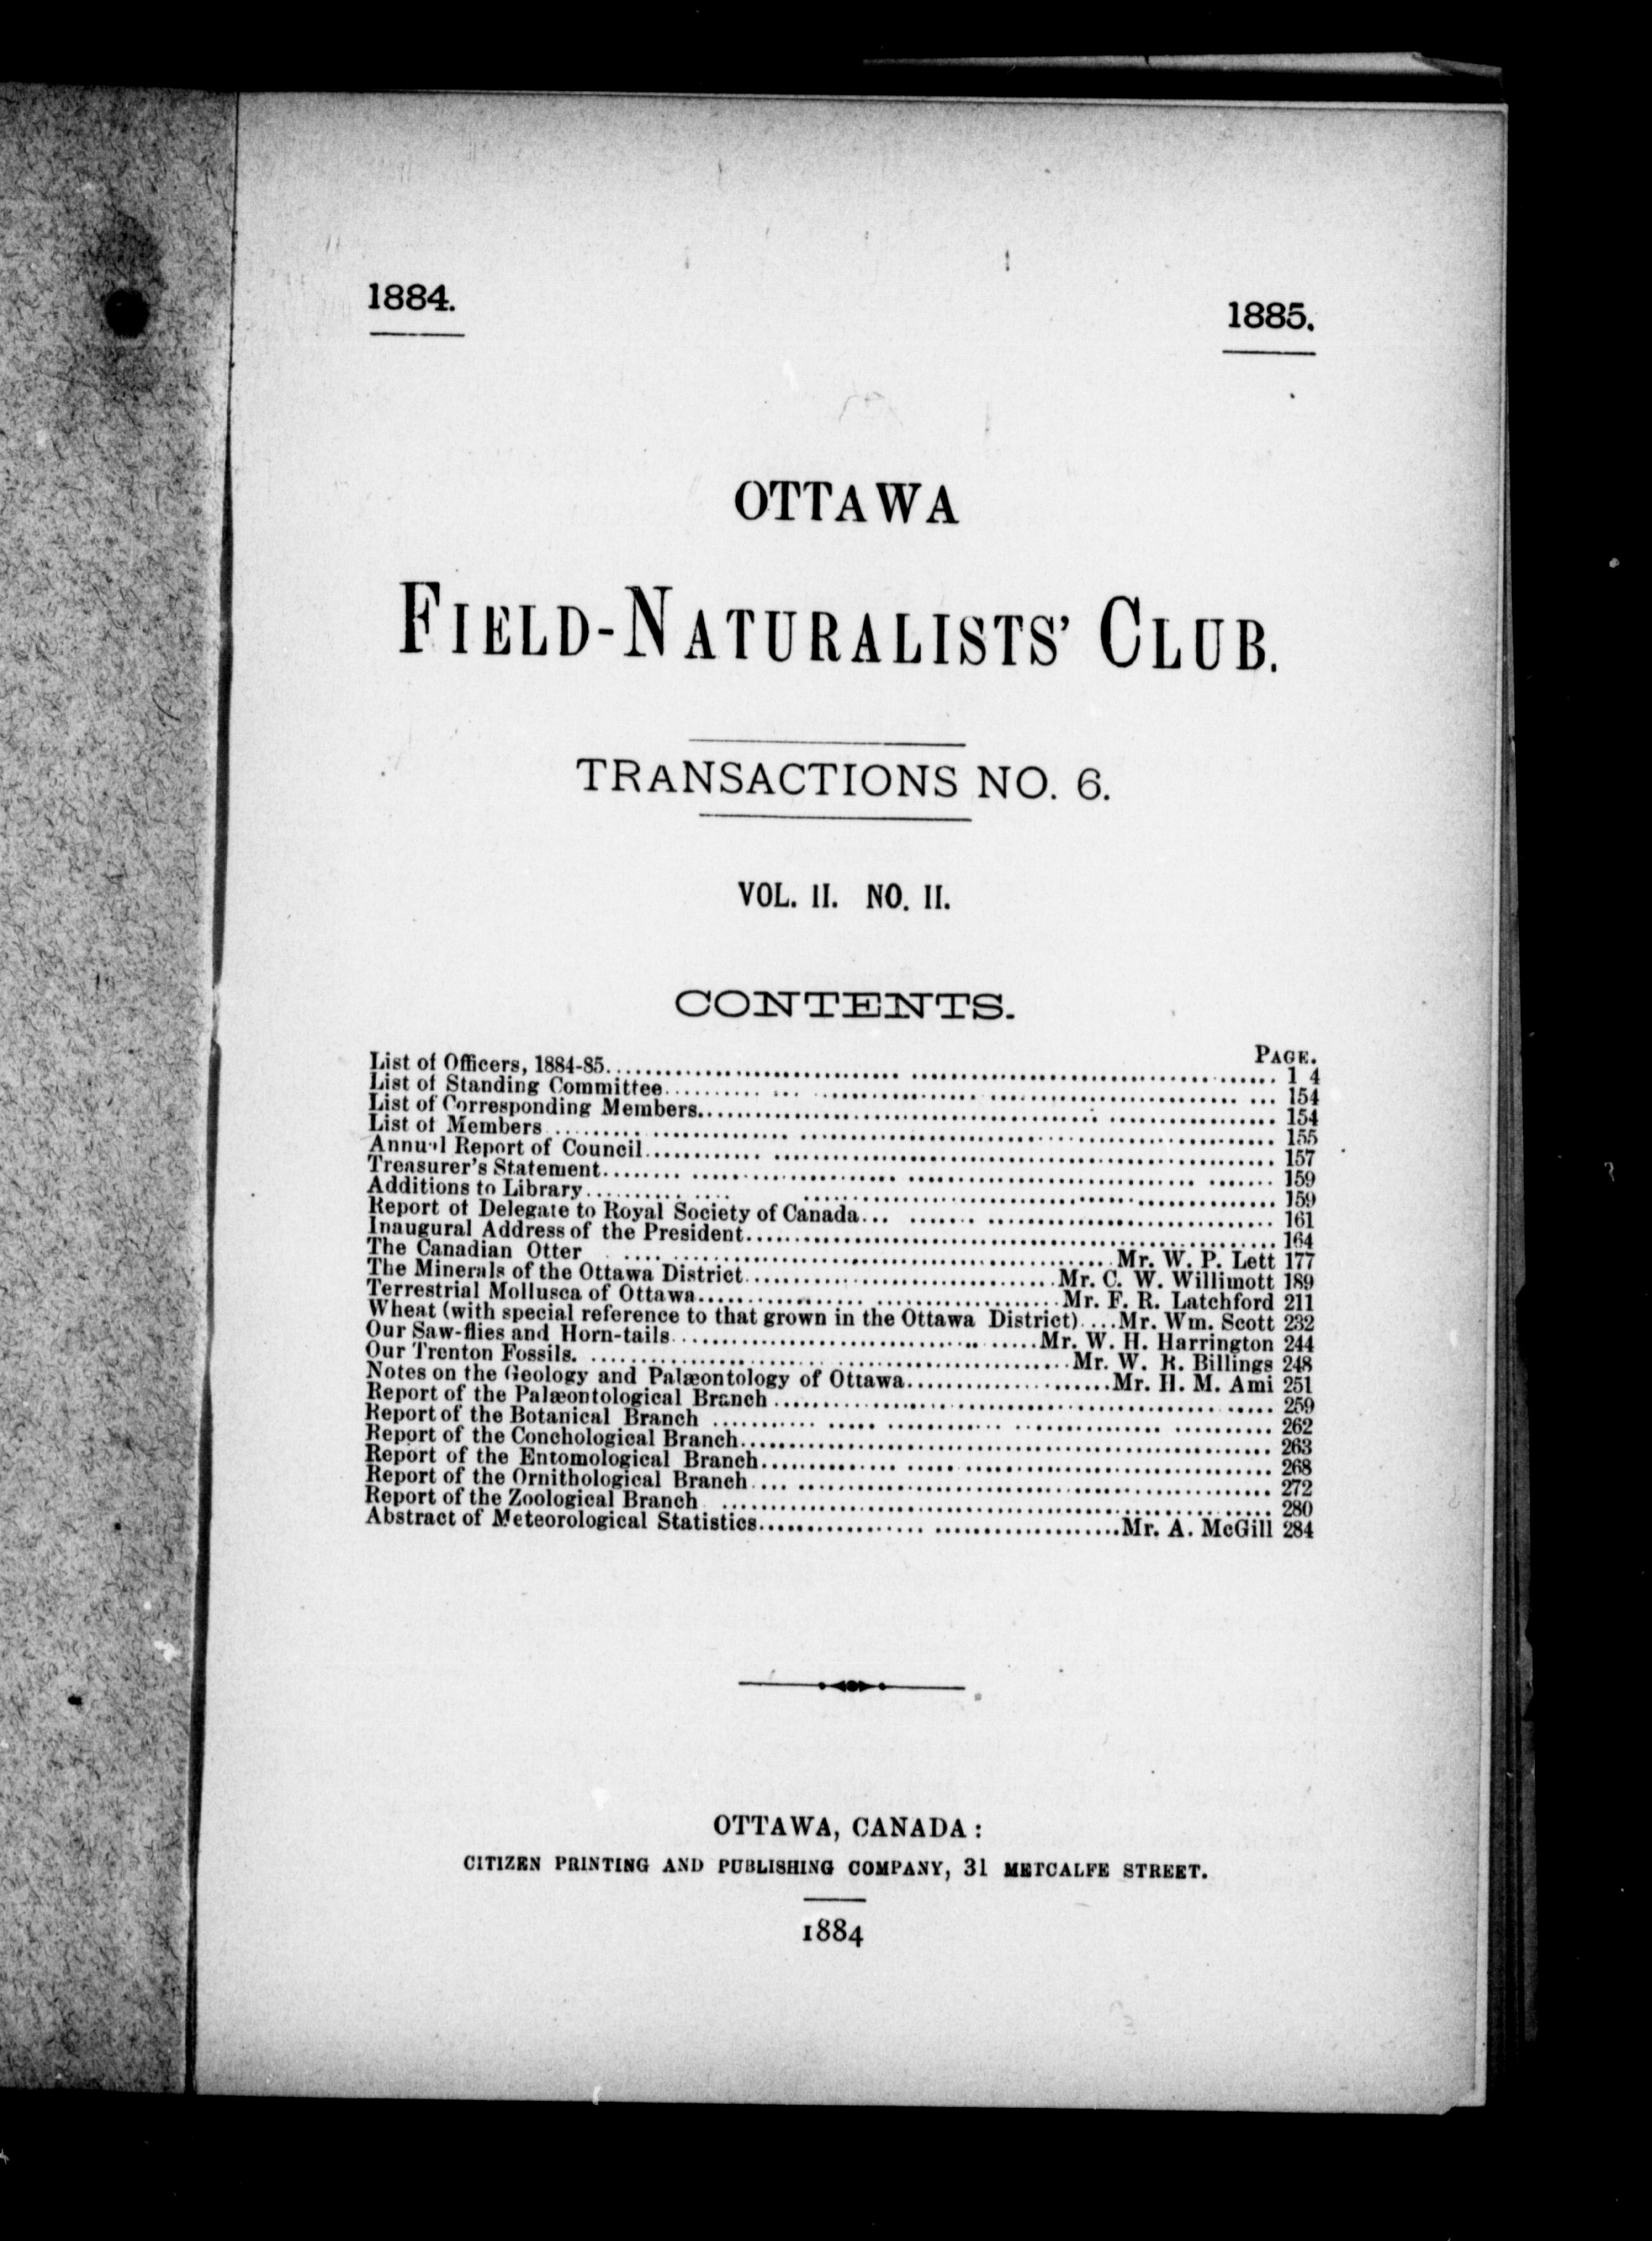 1884.
1885.
OTTAWA
FIELD-NATURALISTS' CLUB.
TRANSACTIONS NO. 6.
VOL. II. NO. II.
CONTENTS.
PAGE.
List of Officers, 1884-85 1 4
List of Standing Committee 154
List of Corresponding Members 154
List of Members 155
Annual Report of Council 157
Treasurer's Statement 159
Additions to Library 159
Report of Delegate to Royal Society of Canada 161
Inaugural Address of the President 164
The Canadian Otter Mr. W. P. Lett 177
The Minerals of the Ottawa District Mr. C. W. Willimott 189
Terrestrial Mollusca of Ottawa Mr. F. R. Latchford 211
Wheat (with special reference to that grown in the Ottawa District) Mr. Wm. Scott 232
Our Saw-flies and Horn-tails Mr. W. H. Harrington 244
Our Trenton Fossils. Mr. W. R. Billings 248
Notes on the Geology and Palæontology of Ottawa Mr. H. M. Ami 251
Report of the Palæontological Branch 259
Report of the Botanical Branch 262
Report of the Conchological Branch 263
Report of the Entomological Branch 268
Report of the Ornithological Branch 272
Report of the Zoological Branch 280
Abstract of Meteorological Statistics Mr. A. McGill 284
OTTAWA, CANADA:
CITIZEN PRINTING AND PUBLISHING COMPANY, 31 METCALFE STREET.
1884